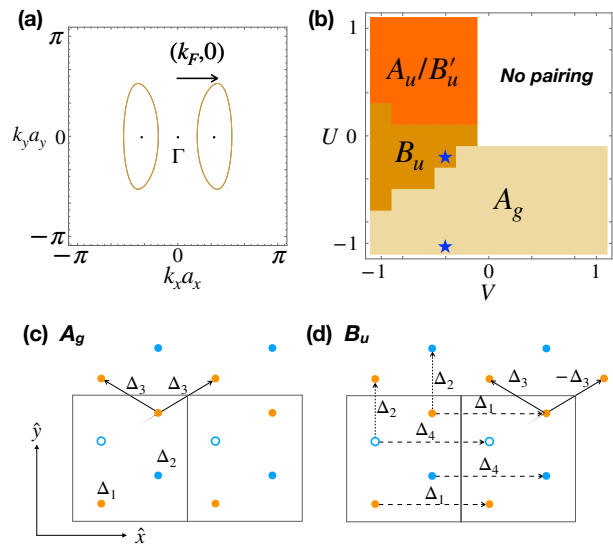 (a)
π
(k_F,0)
k_y a_y 0
Γ
−π
−π 0 π
k_x a_x
(b)
1
A_u/B'_u
No pairing
U 0
B_u
A_g
−1
−1 0 1
V
(c) A_g
Δ_3 Δ_3
Δ_2
Δ_1
ŷ
x̂
(d) B_u
Δ_3 −Δ_3
Δ_2 Δ_2
Δ_1
Δ_4
Δ_4
Δ_1